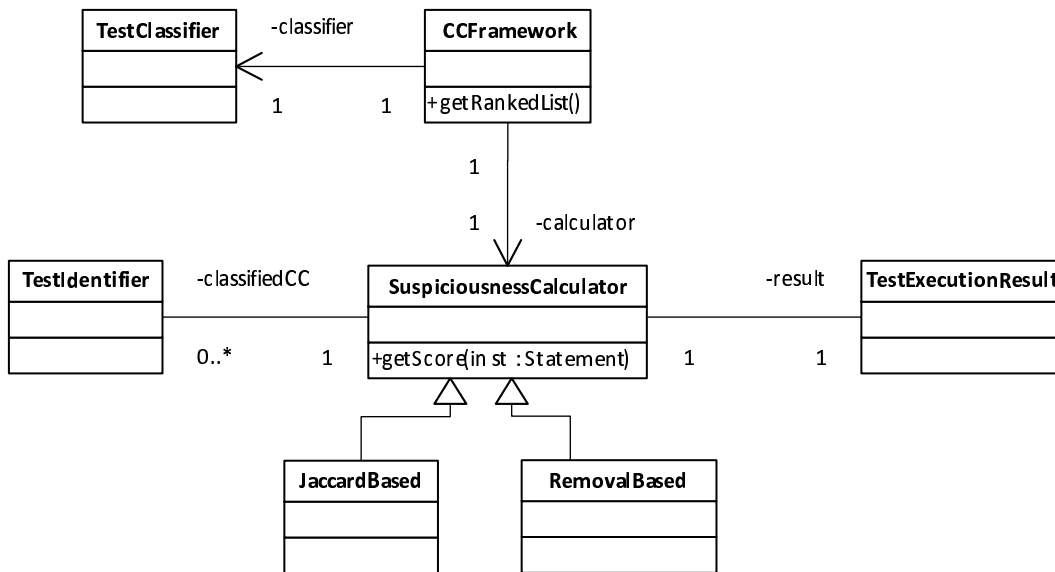 TestClassifier
-classifier
CCFramework
1
1
+getRankedList()
1
1
-calculator
TestIdentifier
-classifiedCC
SuspiciousnessCalculator
-result
TestExecutionResult
0..*
1
+getScore(in st : Statement)
1
1
JaccardBased
RemovalBased